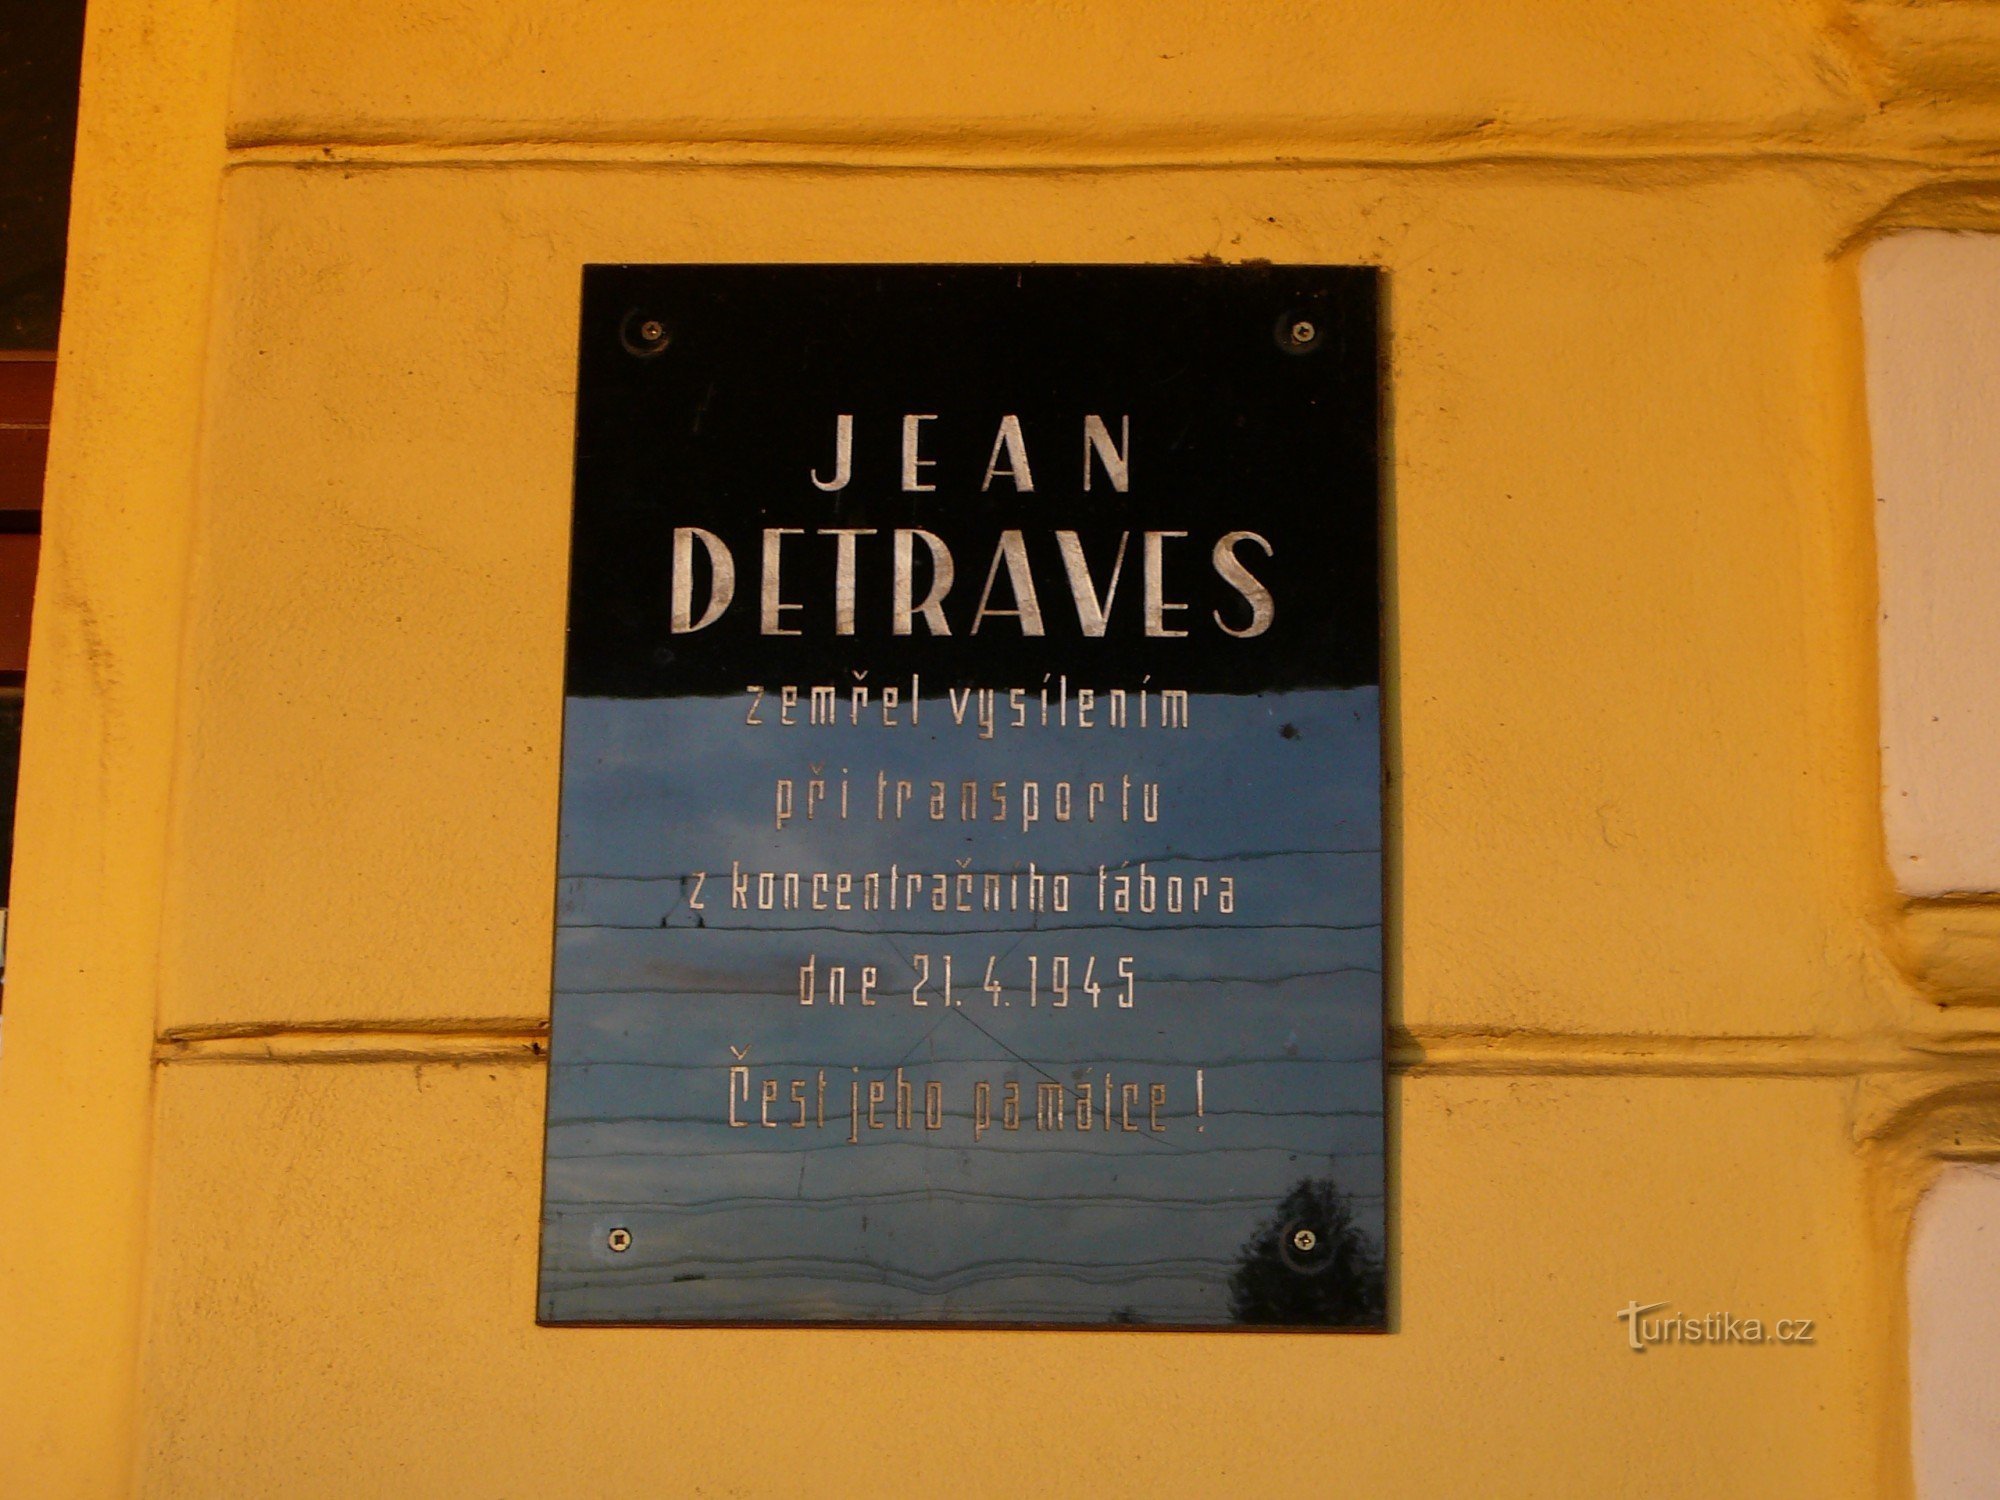 JEAN
DETRAVES
zemřel vysílením
při transportu
z koncentračního tábora
dne 21.4.1945
Čest jeho památce!
Turistika.cz